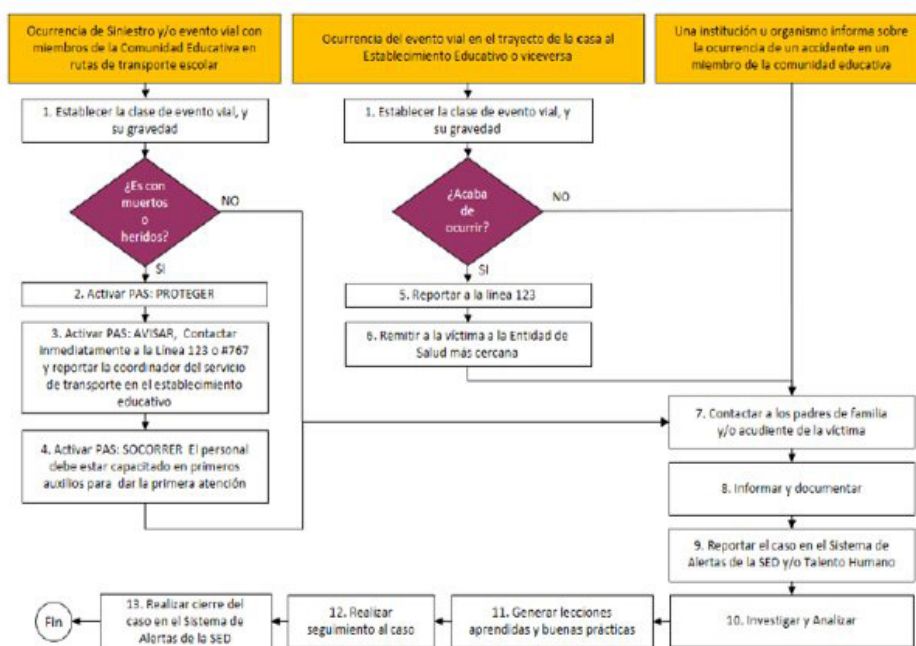 Ocurrencia de Siniestro y/o evento vial con
miembros de la Comunidad Educativa en
rutas de transporte escolar
Ocurrencia del evento vial en el trayecto de la casa al
Establecimiento Educativo o viceversa
Una institución u organismo informa sobre
la ocurrencia de un accidente en un
miembro de la comunidad educativa
1. Establecer la clase de evento vial, y
su gravedad
1. Establecer la clase de evento vial, y
su gravedad
¿Es con
muertos
o
heridos?
NO
SI
¿Acaba
de
ocurrir?
NO
SI
2. Activar PAS: PROTEGER
3. Activar PAS: AVISAR, Contactar
inmediatamente a la Línea 123 o #767
y reportar la coordinador del servicio
de transporte en el establecimiento
educativo
4. Activar PAS: SOCORRER El personal
debe estar capacitado en primeros
auxilios para dar la primera atención
5. Reportar a la línea 123
6. Remitir a la víctima a la Entidad de
Salud más cercana
7. Contactar a los padres de familia
y/o acudiente de la víctima
8. Informar y documentar
9. Reportar el caso en el Sistema de
Alertas de la SED y/o Talento Humano
10. Investigar y Analizar
11. Generar lecciones
aprendidas y buenas prácticas
12. Realizar
seguimiento al caso
13. Realizar cierre del
caso en el Sistema de
Alertas de la SED
Fin